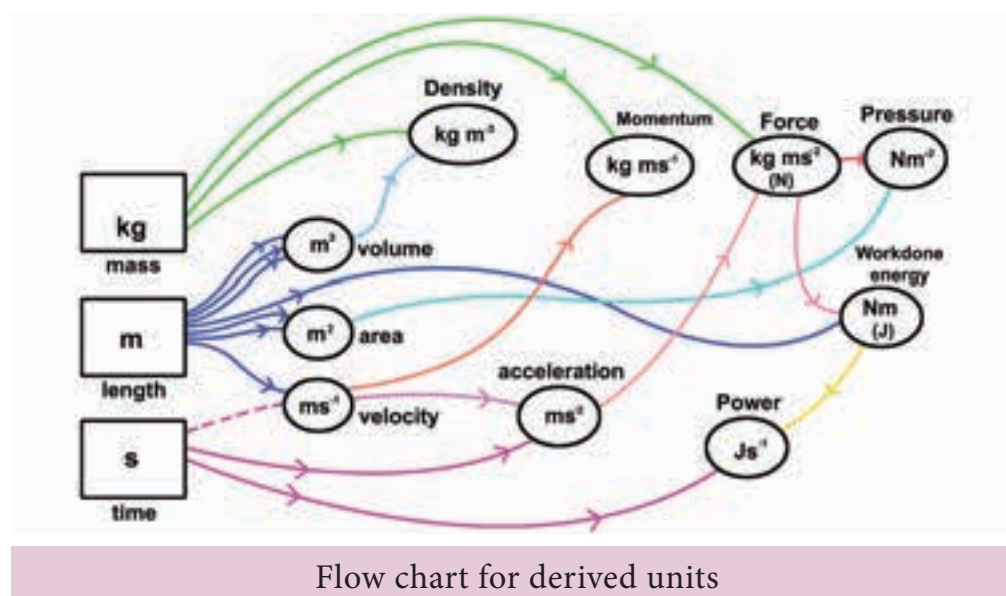 Density
kg m⁻³
Momentum
kg ms⁻¹
Force
kg ms⁻²
(N)
Pressure
Nm⁻²
kg
mass
m³
volume
Workdone
energy
Nm
(J)
m
length
m²
area
acceleration
ms⁻²
ms⁻¹
velocity
Power
Js⁻¹
s
time
Flow chart for derived units